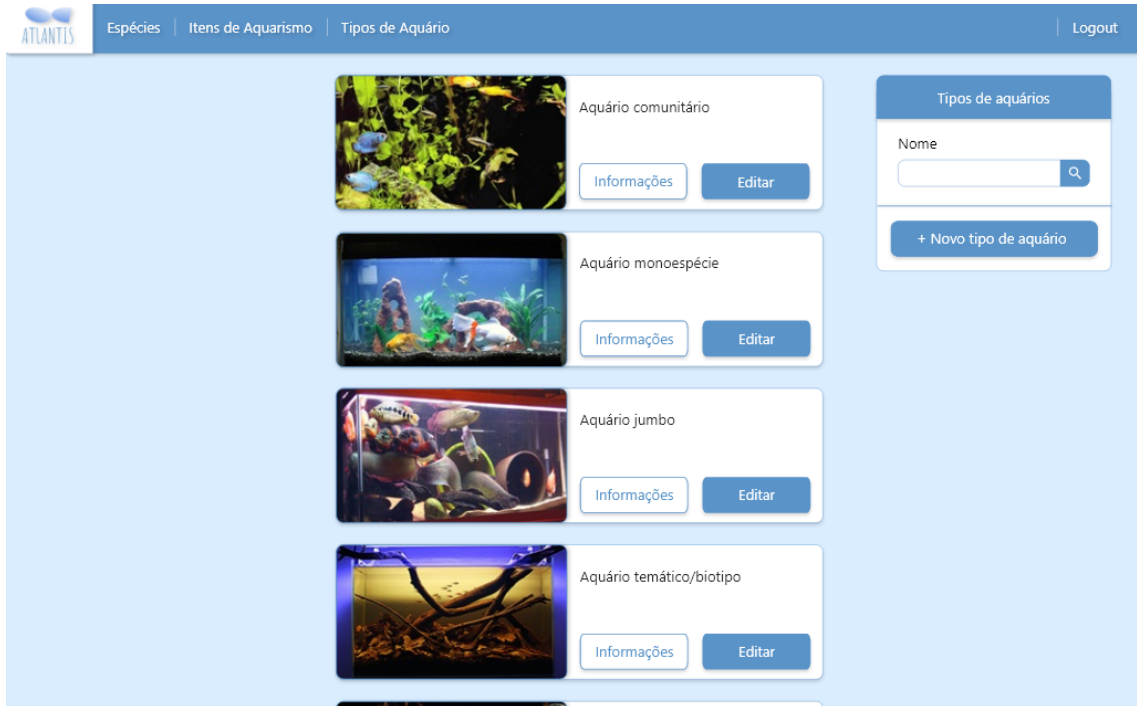 ATLANTIS
Espécies
Itens de Aquarismo
Tipos de Aquário
Logout
Aquário comunitário
Informações
Editar
Aquário monoespécie
Informações
Editar
Aquário jumbo
Informações
Editar
Aquário temático/biotipo
Informações
Editar
Tipos de aquários
Nome
+ Novo tipo de aquário